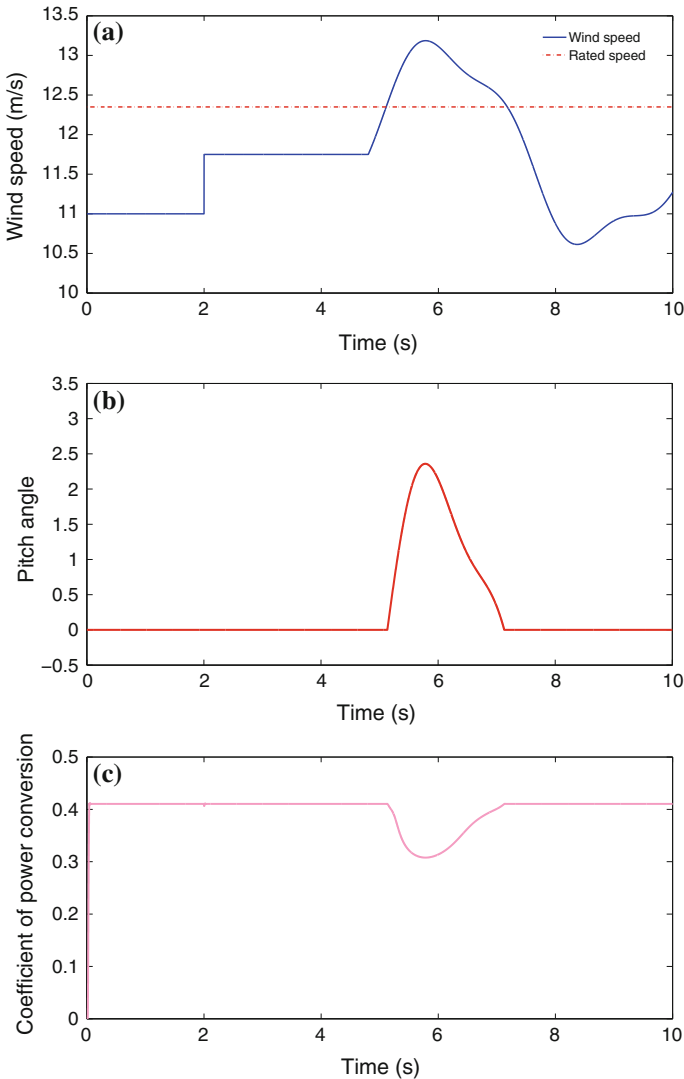 (a)
Wind speed
Rated speed
13.5
13
12.5
12
11.5
11
10.5
10
Wind speed (m/s)
0 2 4 6 8 10
Time (s)
(b)
3.5
3
2.5
2
1.5
1
0.5
0
−0.5
Pitch angle
0 2 4 6 8 10
Time (s)
(c)
0.5
0.4
0.3
0.2
0.1
0
Coefficient of power conversion
0 2 4 6 8 10
Time (s)